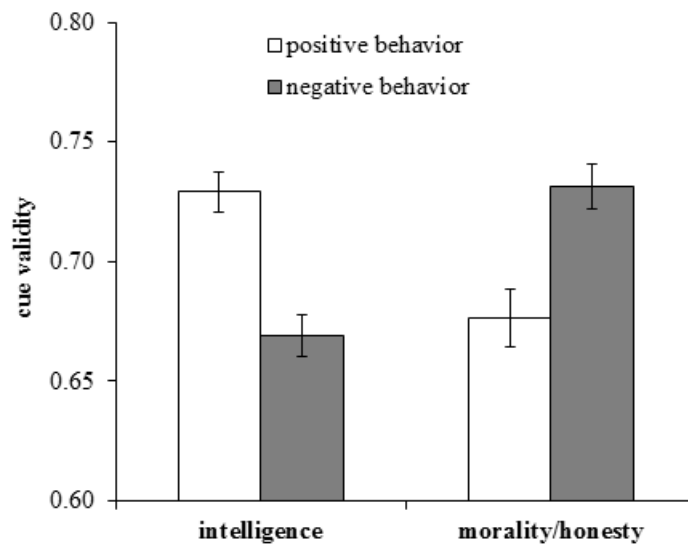 0.80
positive behavior
negative behavior
0.75
0.70
0.65
0.60
cue validity
intelligence
morality/honesty